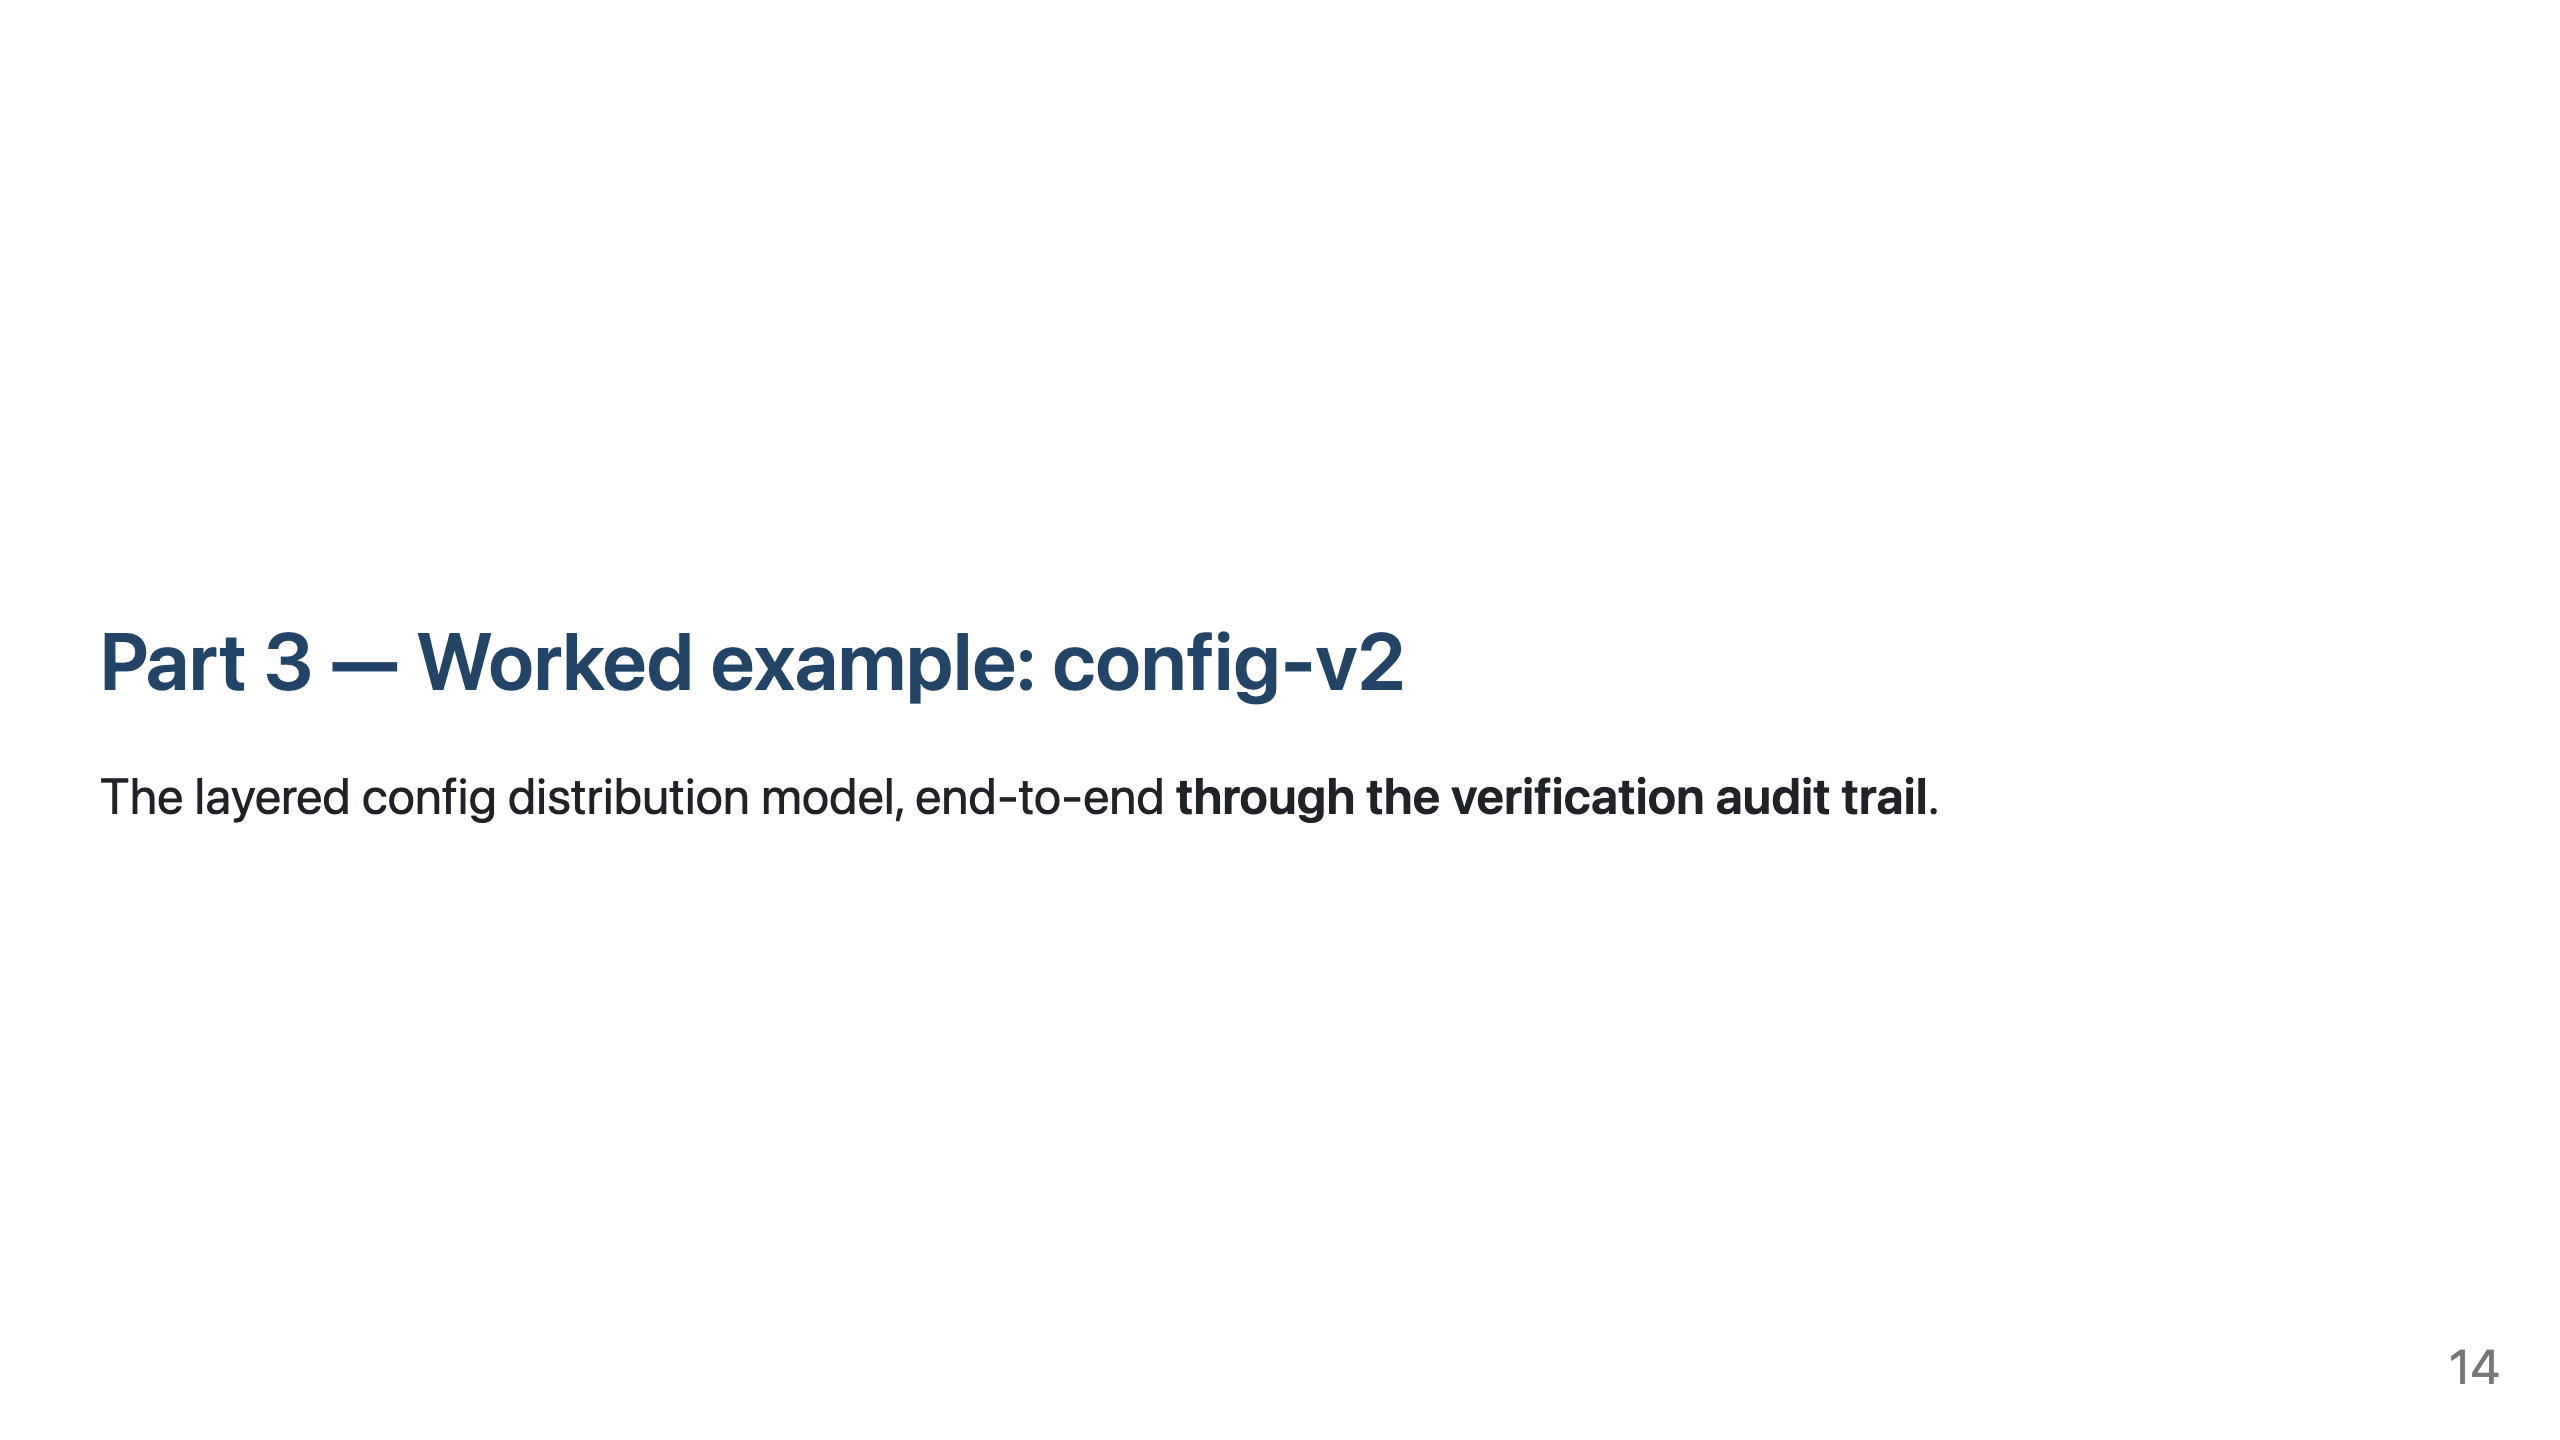 Part 3 — Worked example: config-v2
The layered config distribution model, end-to-end through the verification audit trail.
14